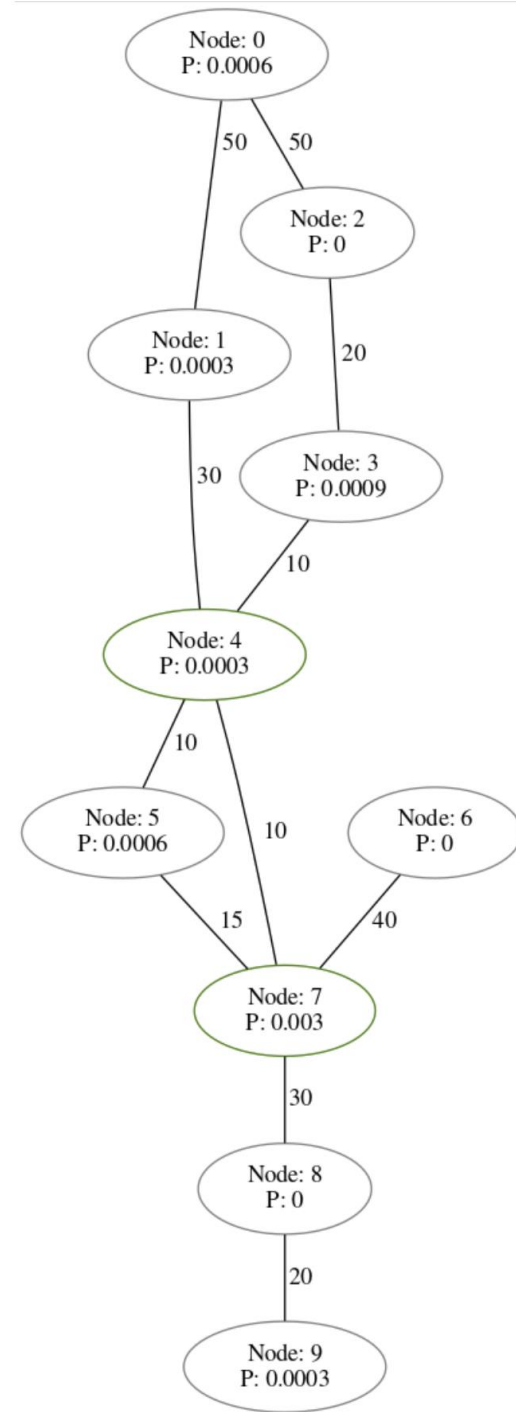 Node: 0
P: 0.0006
50
50
Node: 2
P: 0
Node: 1
P: 0.0003
20
30
Node: 3
P: 0.0009
10
Node: 4
P: 0.0003
10
10
Node: 5
P: 0.0006
Node: 6
P: 0
15
40
Node: 7
P: 0.003
30
Node: 8
P: 0
20
Node: 9
P: 0.0003